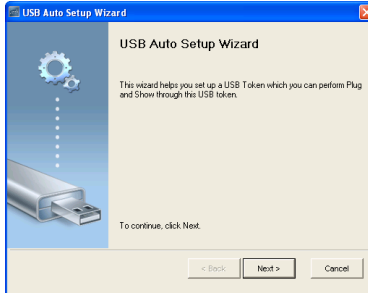 USB Auto Setup Wizard
USB Auto Setup Wizard
This wizard helps you set up a USB Token which you can perform Plug
and Show through this USB token.
To continue, click Next.
< Back
Next >
Cancel